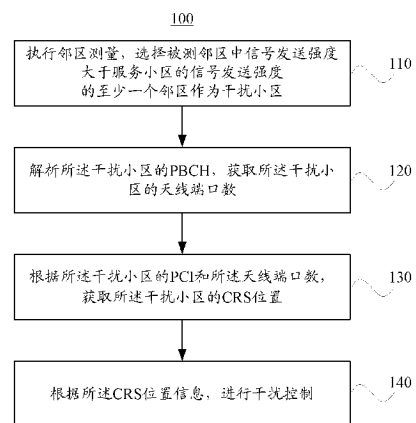 100
执行邻区测量，选择被测邻区中信号发送强度
大于服务小区的信号发送强度
的至少一个邻区作为干扰小区
110
解析所述干扰小区的PBCH，获取所述干扰小
区的天线端口数
120
根据所述干扰小区的PCI和所述天线端口数，
获取所述干扰小区的CRS位置
130
根据所述CRS位置信息，进行干扰控制
140